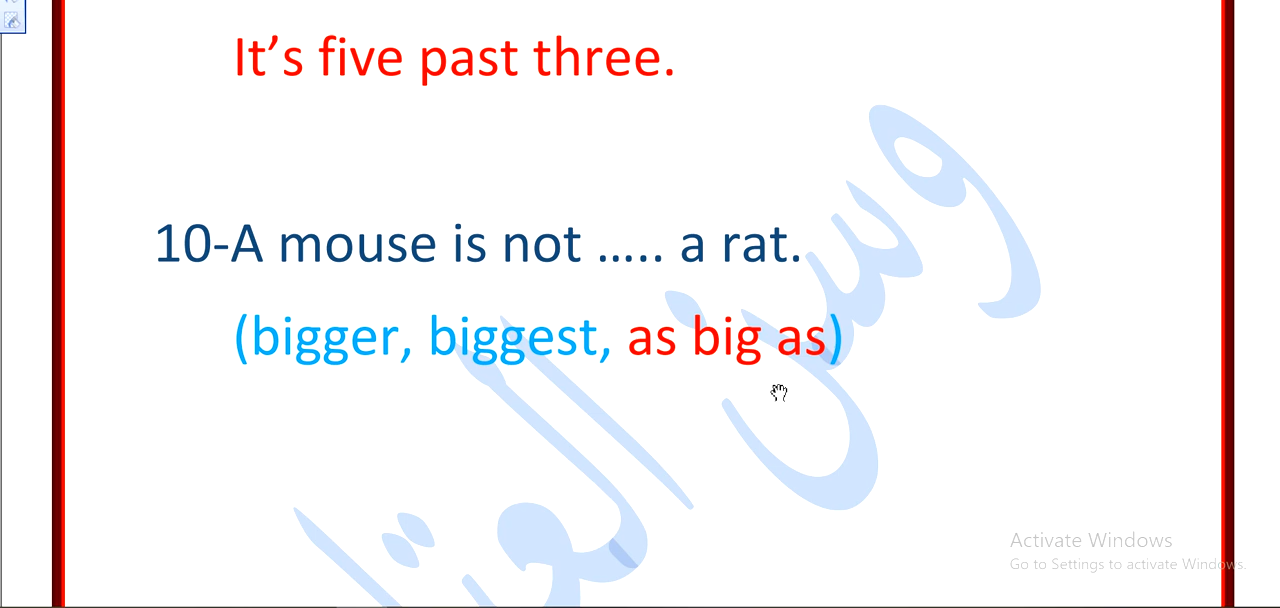 It's five past three.
10-A mouse is not ..... a rat.
(bigger, biggest, as big as)
Activate Windows
Go to Settings to activate Windows.